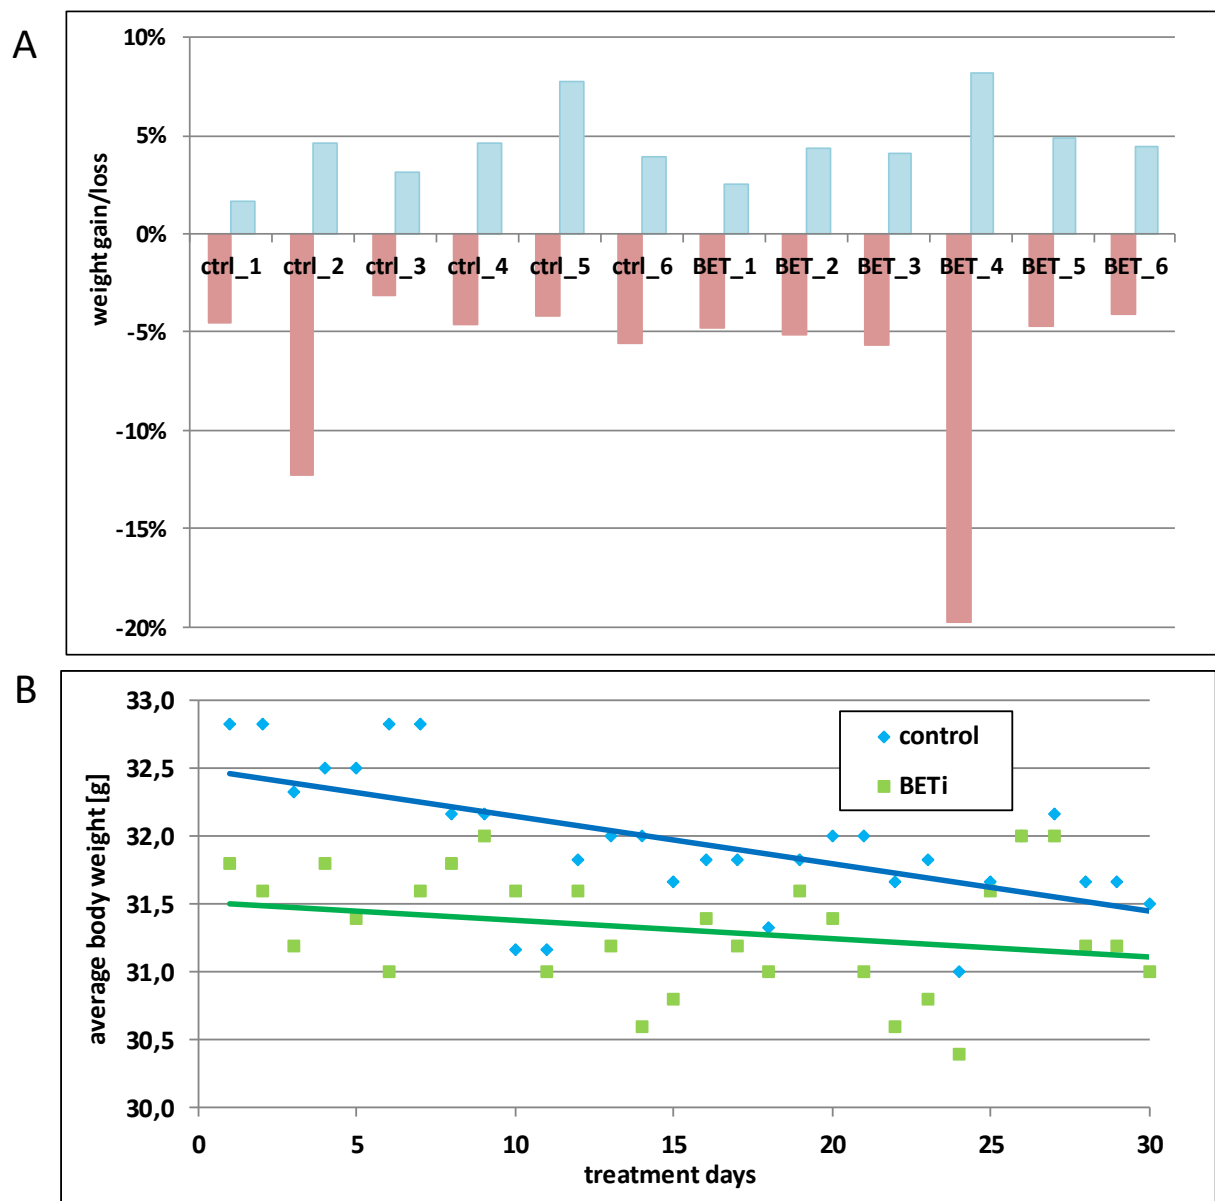 A
10%
5%
0%
-5%
-10%
-15%
-20%
weight gain/loss
ctrl_1 ctrl_2 ctrl_3 ctrl_4 ctrl_5 ctrl_6 BET_1 BET_2 BET_3 BET_4 BET_5 BET_6
B
33,0
32,5
32,0
31,5
31,0
30,5
30,0
average body weight [g]
control
BETi
0 5 10 15 20 25 30
treatment days